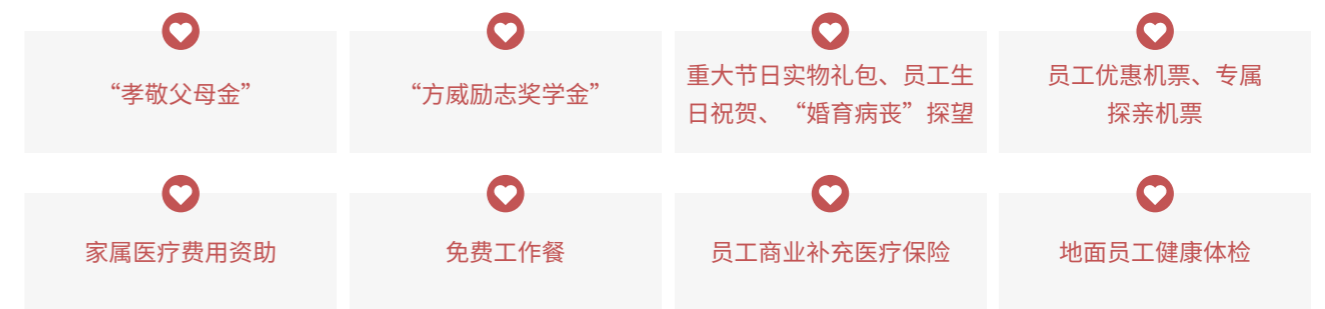 “孝敬父母金”
“方威励志奖学金”
重大节日实物礼包、员工生
日祝贺、“婚育病丧”探望
员工优惠机票、专属
探亲机票
家属医疗费用资助
免费工作餐
员工商业补充医疗保险
地面员工健康体检